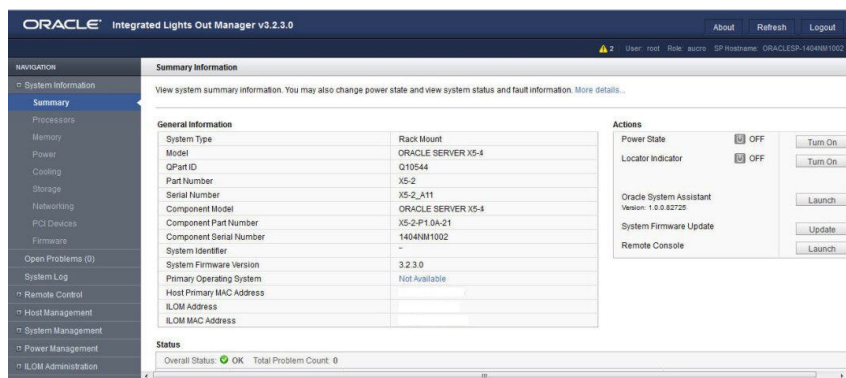 ORACLE® Integrated Lights Out Manager v3.2.3.0
About Refresh Logout
2 User: root Role: aucro SP Hostname: ORACLESP-1404NM1002
NAVIGATION
System Information
Summary
Processors
Memory
Power
Cooling
Storage
Networking
PCI Devices
Firmware
Open Problems (0)
System Log
Remote Control
Host Management
System Management
Power Management
ILOM Administration
Summary Information
View system summary information. You may also change power state and view system status and fault information. More details...
General Information
System Type Rack Mount
Model ORACLE SERVER X5-4
QPart ID Q10544
Part Number X5-2
Serial Number X5-2_A11
Component Model ORACLE SERVER X5-4
Component Part Number X5-2-P1.0A-21
Component Serial Number 1404NM1002
System Identifier -
System Firmware Version 3.2.3.0
Primary Operating System Not Available
Host Primary MAC Address
ILOM Address
ILOM MAC Address
Actions
Power State OFF Turn On
Locator Indicator OFF Turn On
Oracle System Assistant Launch
Version: 1.0.0.82725
System Firmware Update Update
Remote Console Launch
Status
Overall Status: OK Total Problem Count: 0